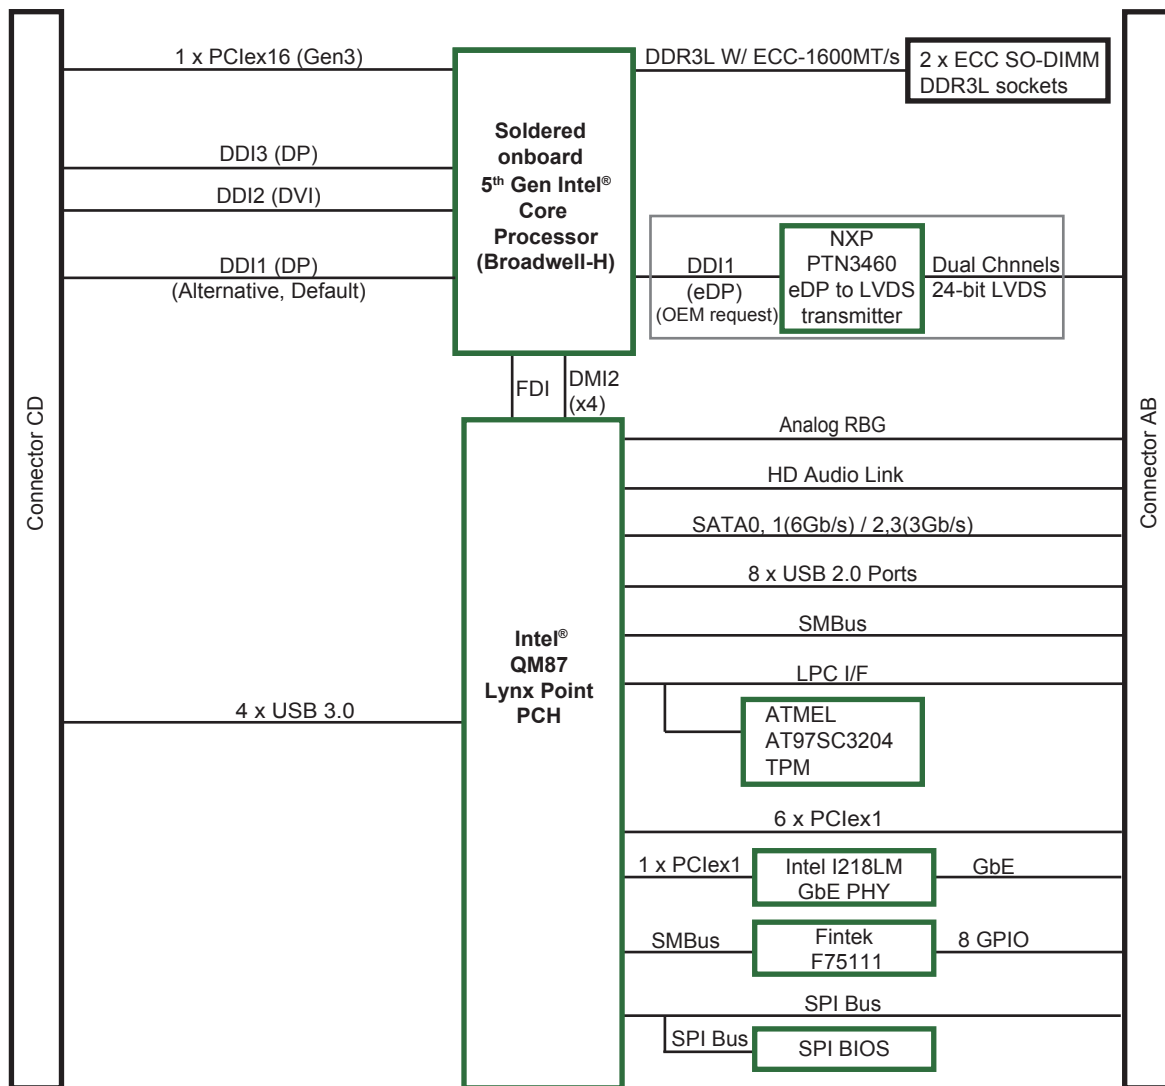 1 x PCIex16 (Gen3)
DDI3 (DP)
DDI2 (DVI)
DDI1 (DP)
(Alternative, Default)
Connector CD
4 x USB 3.0
Soldered
onboard
5th Gen Intel®
Core
Processor
(Broadwell-H)
FDI
DMI2
(x4)
Intel®
QM87
Lynx Point
PCH
DDR3L W/ ECC-1600MT/s
2 x ECC SO-DIMM
DDR3L sockets
DDI1
(eDP)
(OEM request)
NXP
PTN3460
eDP to LVDS
transmitter
Dual Chnnels
24-bit LVDS
Analog RBG
HD Audio Link
SATA0, 1(6Gb/s) / 2,3(3Gb/s)
8 x USB 2.0 Ports
SMBus
LPC I/F
ATMEL
AT97SC3204
TPM
6 x PCIex1
1 x PCIex1
Intel I218LM
GbE PHY
GbE
SMBus
Fintek
F75111
8 GPIO
SPI Bus
SPI Bus
SPI BIOS
Connector AB